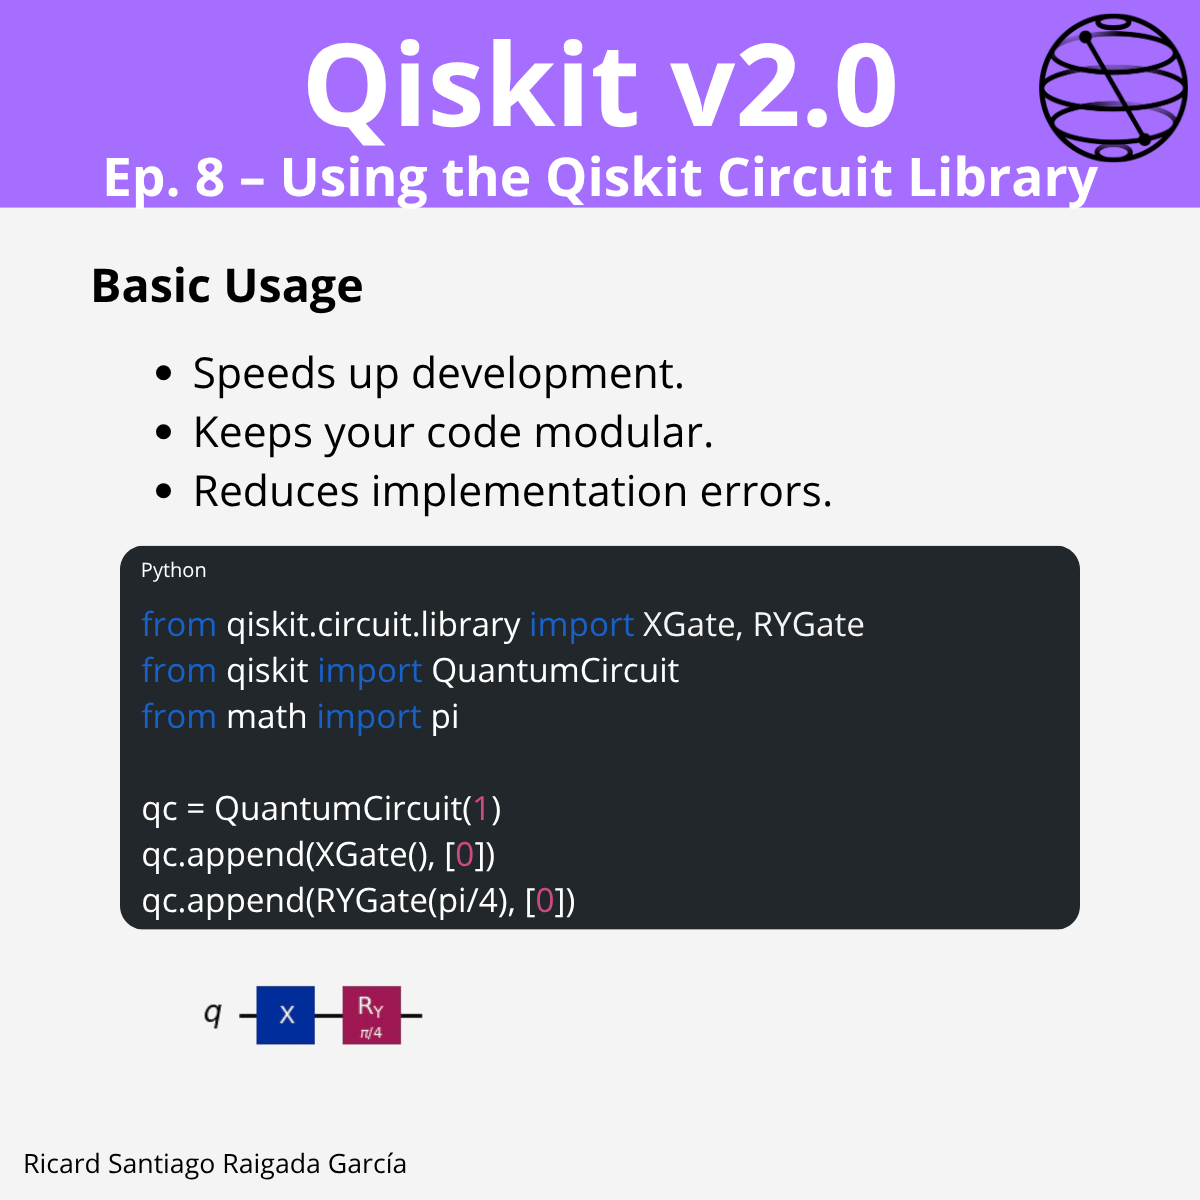 Qiskit v2.0
Ep. 8 – Using the Qiskit Circuit Library
Basic Usage
• Speeds up development.
• Keeps your code modular.
• Reduces implementation errors.
Python
from qiskit.circuit.library import XGate, RYGate
from qiskit import QuantumCircuit
from math import pi
qc = QuantumCircuit(1)
qc.append(XGate(), [0])
qc.append(RYGate(pi/4), [0])
q X RY
π/4
Ricard Santiago Raigada García